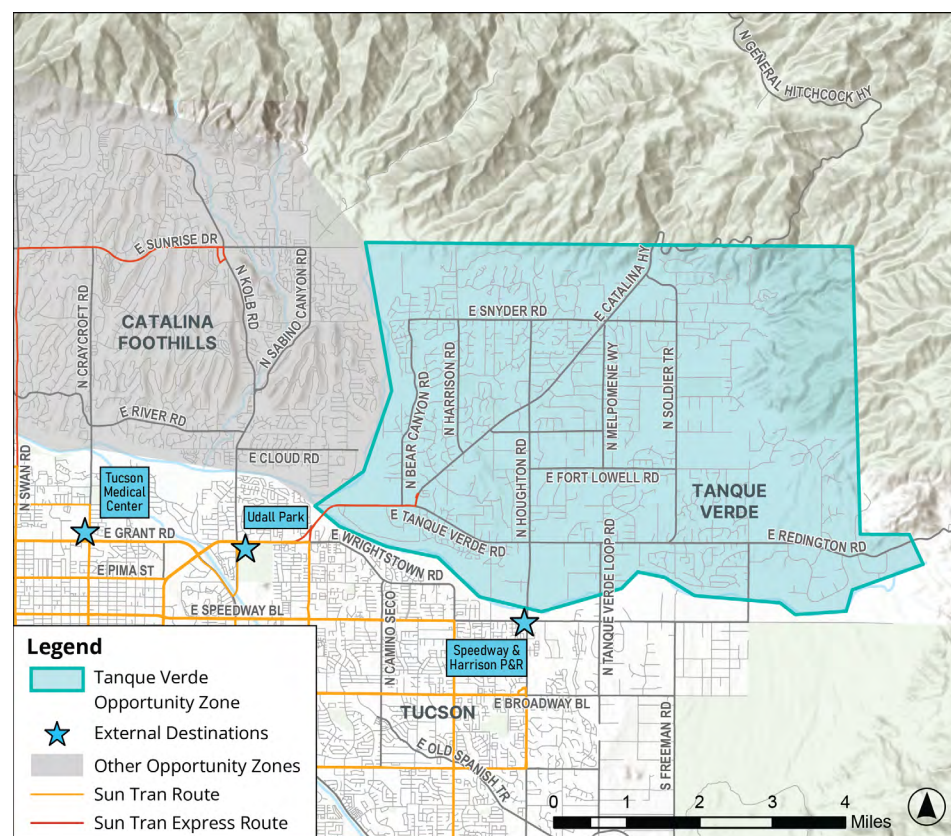 N GENERAL HITCHCOCK HY
E SUNRISE DR
N KOLB RD
N SABINO CANYON RD
E CATALINA HY
CATALINA
FOOTHILLS
N CRAYCROFT RD
E SNYDER RD
N HARRISON RD
N MELPOMENE WY
N SOLDIER TR
N BEAR CANYON RD
E RIVER RD
N SWAN RD
E CLOUD RD
N HOUGHTON RD
E FORT LOWELL RD
TANQUE
VERDE
Tucson
Medical
Center
Udall Park
E GRANT RD
E TANQUE VERDE RD
E REDINGTON RD
E WRIGHTSTOWN RD
E PIMA ST
N TANQUE VERDE LOOP RD
E SPEEDWAY BL
N CAMINO SECO
Speedway &
Harrison P&R
TUCSON
E BROADWAY BL
E OLD SPANISH TR
S FREEMAN RD
Legend
Tanque Verde
Opportunity Zone
External Destinations
Other Opportunity Zones
Sun Tran Route
Sun Tran Express Route
0 1 2 3 4
Miles